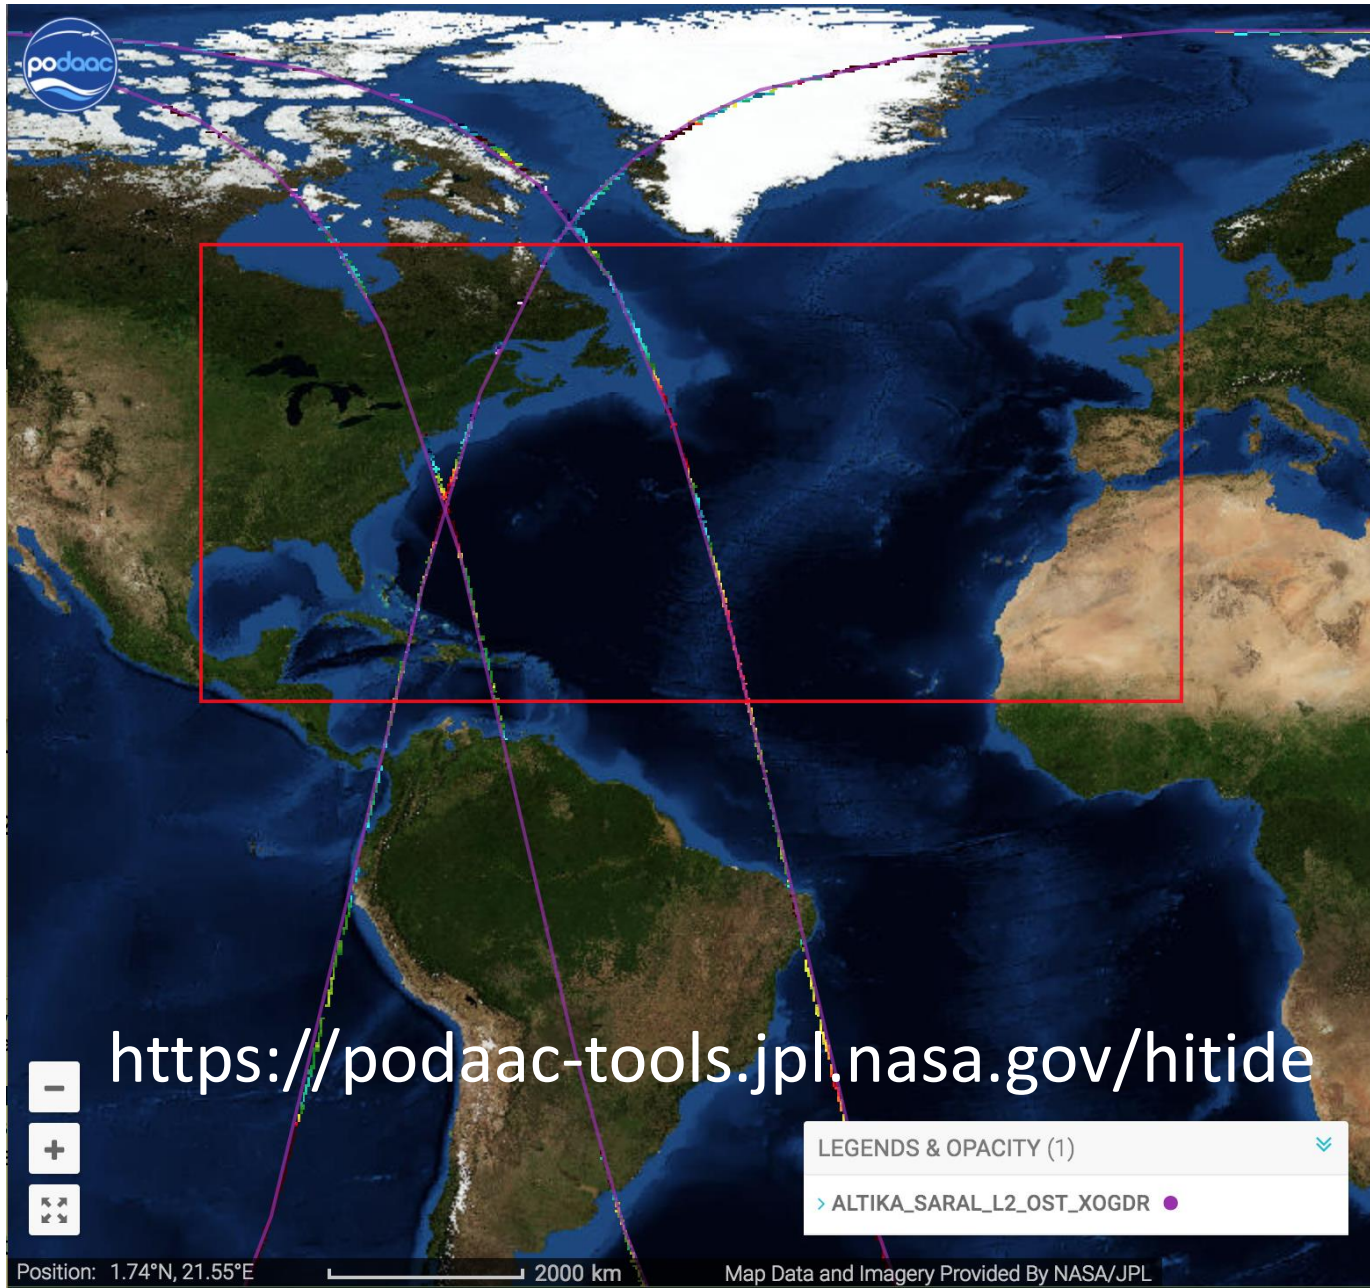 podaac
https://podaac-tools.jpl.nasa.gov/hitide
LEGENDS & OPACITY (1)
ALTIKA_SARAL_L2_OST_XOGDR
Position: 1.74°N, 21.55°E
2000 km
Map Data and Imagery Provided By NASA/JPL